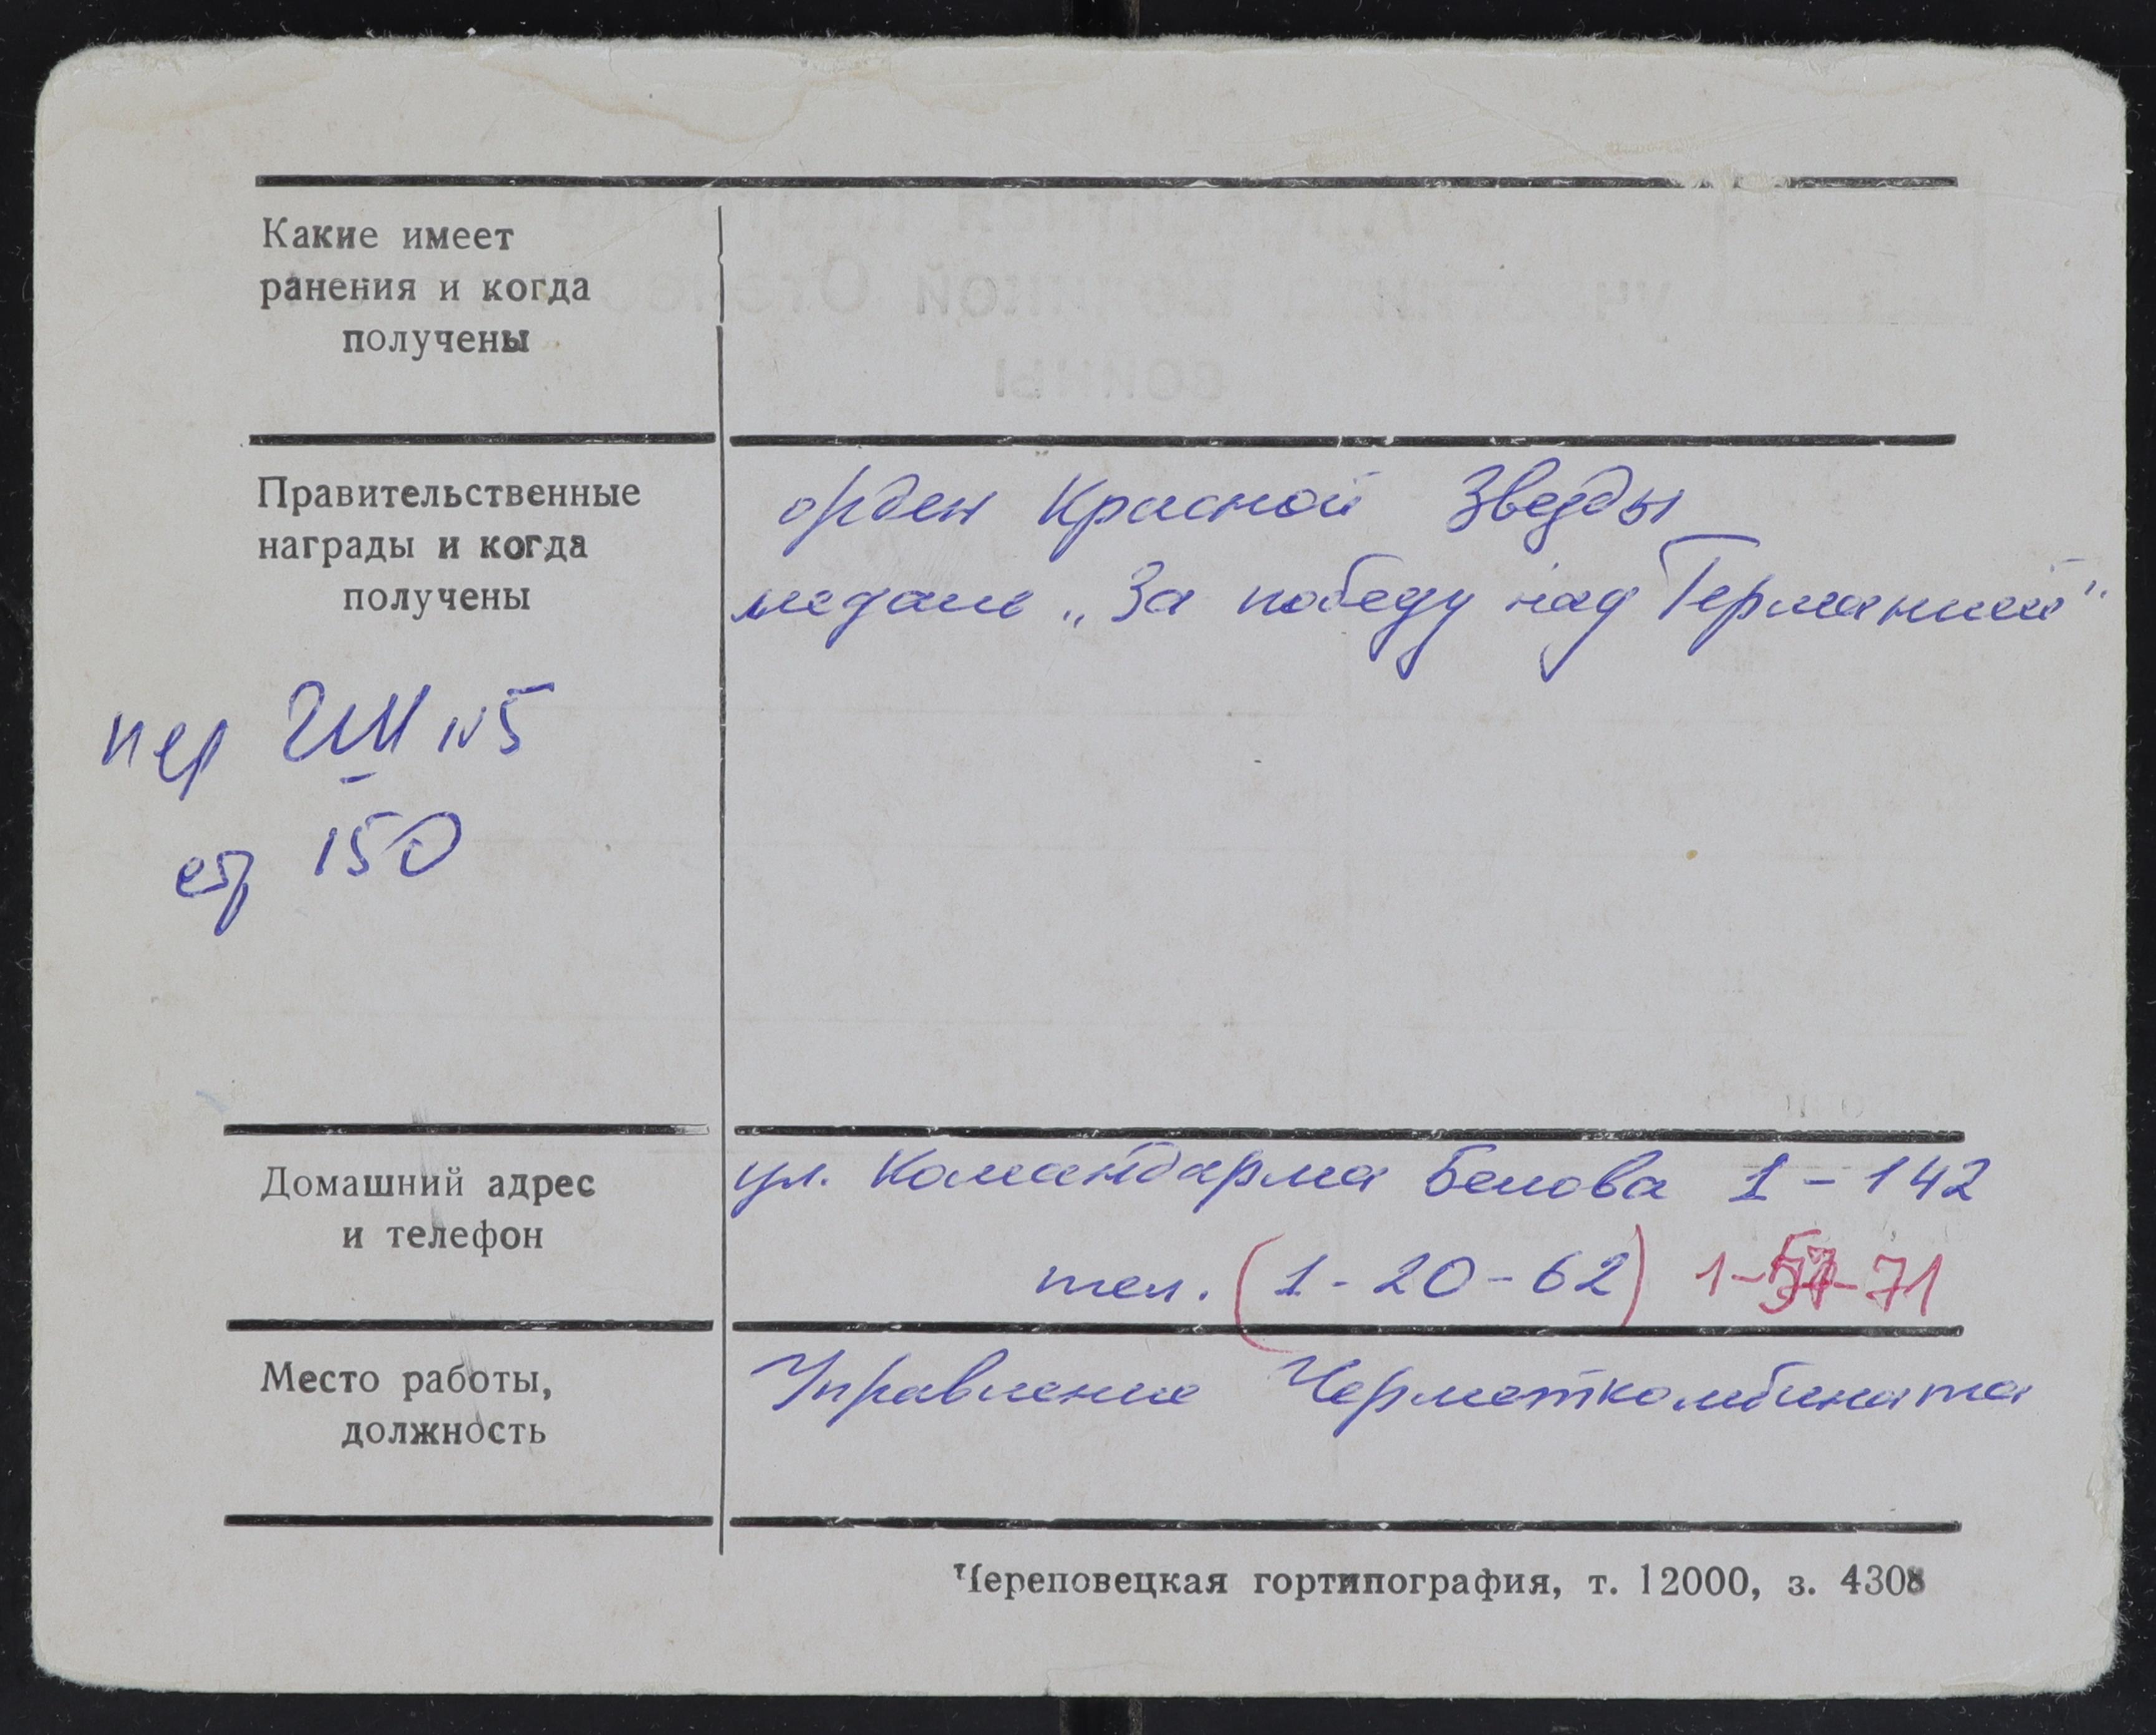 Какие имеет
ранения и когда
получены
Правительственные
награды и когда
получены
орден Красной Звезды
медаль „За победу над Германией"
пер №5
стр 150
Домашний адрес
и телефон
ул. Командарма Белова 1-142
тел. (1-20-62) 1-57-71
Место работы,
должность
Управление Черметкомбината
Череповецкая гортипография, т. 12000, з. 4308